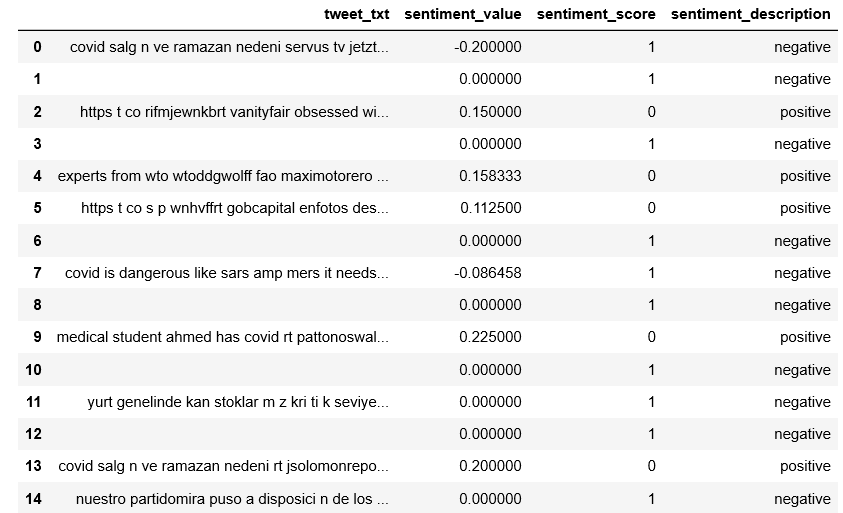 tweet_txt sentiment_value sentiment_score sentiment_description
0 covid salg n ve ramazan nedeni servus tv jetzt... -0.200000 1 negative
1 0.000000 1 negative
2 https t co rifmjewnkbrt vanityfair obsessed wi... 0.150000 0 positive
3 0.000000 1 negative
4 experts from wto wtoddgwolff fao maximotorero ... 0.158333 0 positive
5 https t co s p wnhvffrt gobcapital enfotos des... 0.112500 0 positive
6 0.000000 1 negative
7 covid is dangerous like sars amp mers it needs... -0.086458 1 negative
8 0.000000 1 negative
9 medical student ahmed has covid rt pattonoswal... 0.225000 0 positive
10 0.000000 1 negative
11 yurt genelinde kan stoklar m z kri ti k seviye... 0.000000 1 negative
12 0.000000 1 negative
13 covid salg n ve ramazan nedeni rt jsolomonrepo... 0.200000 0 positive
14 nuestro partidomira puso a disposici n de los ... 0.000000 1 negative